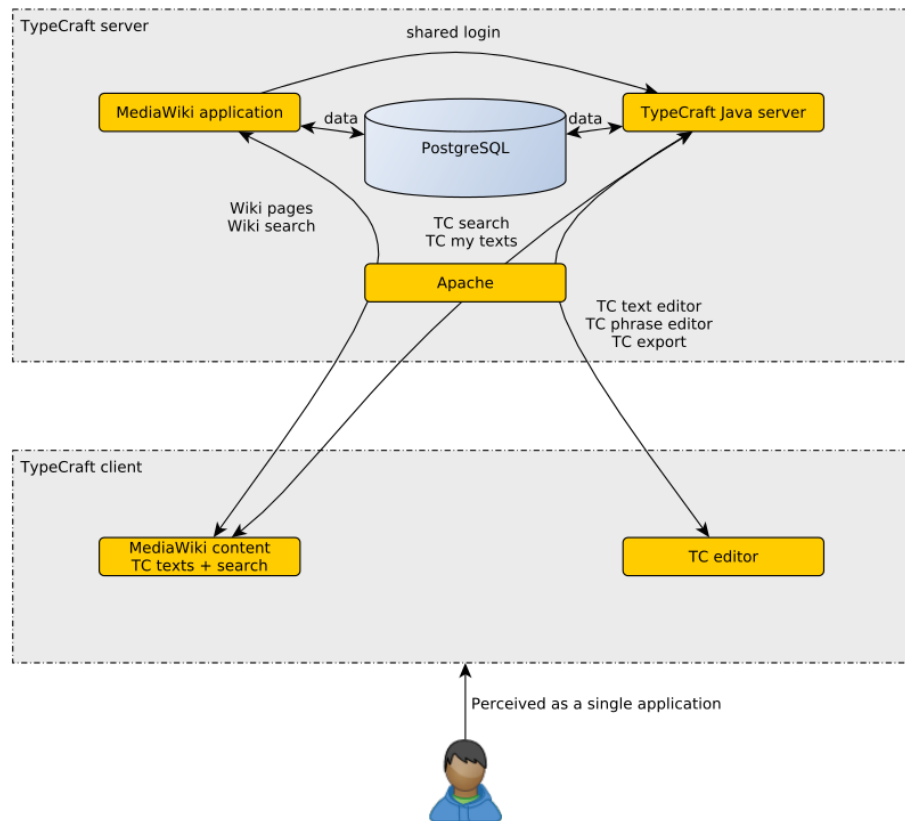 TypeCraft server
shared login
MediaWiki application
data
PostgreSQL
data
TypeCraft Java server
Wiki pages
Wiki search
TC search
TC my texts
Apache
TC text editor
TC phrase editor
TC export
TypeCraft client
MediaWiki content
TC texts + search
TC editor
Perceived as a single application